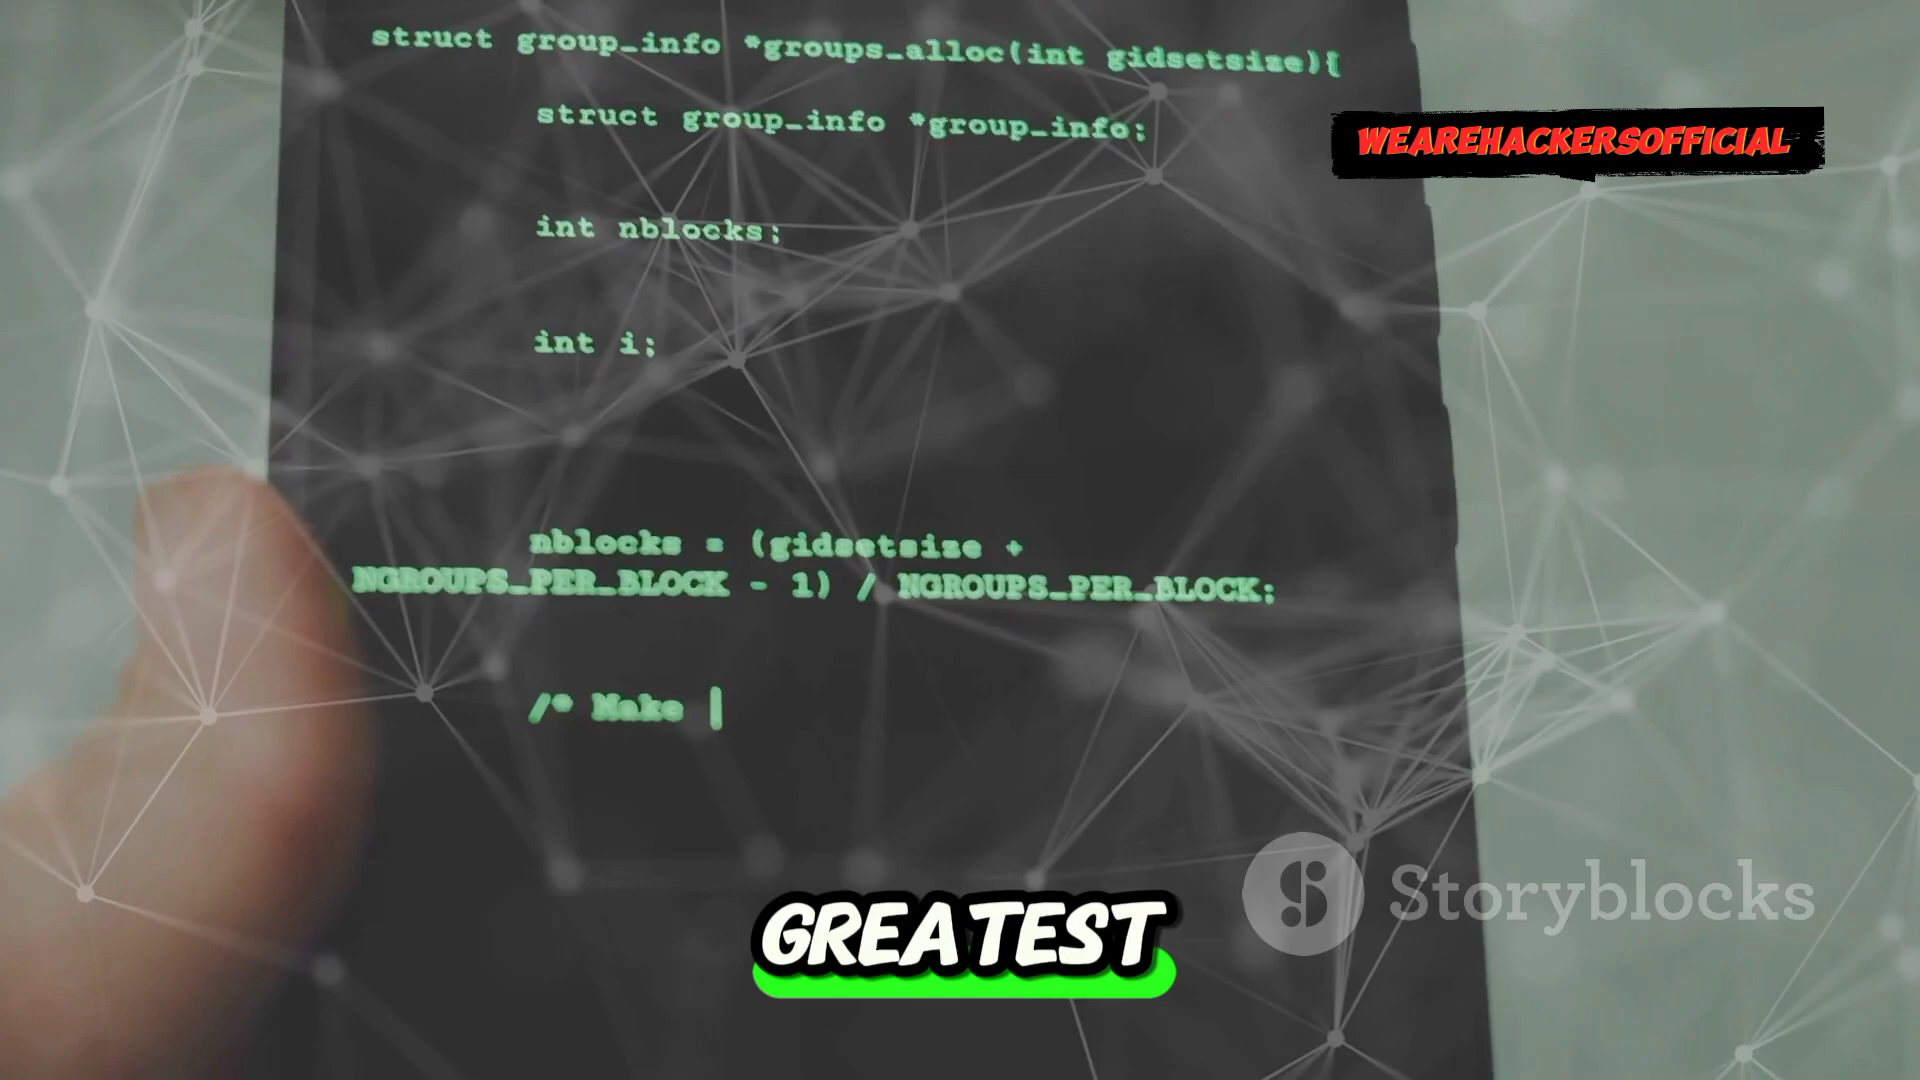 struct group_info *groups_alloc(int gidsetsize){
struct group_info *group_info;
WEAREHACKERSOFFICIAL
int nblocks;
int i;
nblocks = (gidsetsize +
NGROUPS_PER_BLOCK - 1) / NGROUPS_PER_BLOCK;
/* Make |
Storyblocks
GREATEST